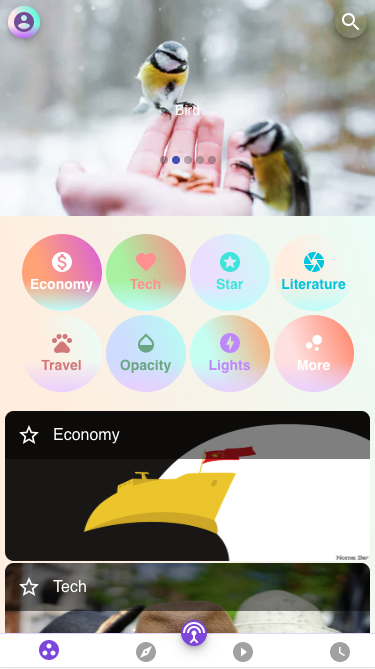 Bird
Economy
Tech
Star
Literature
Travel
Opacity
Lights
More
Economy
Tech